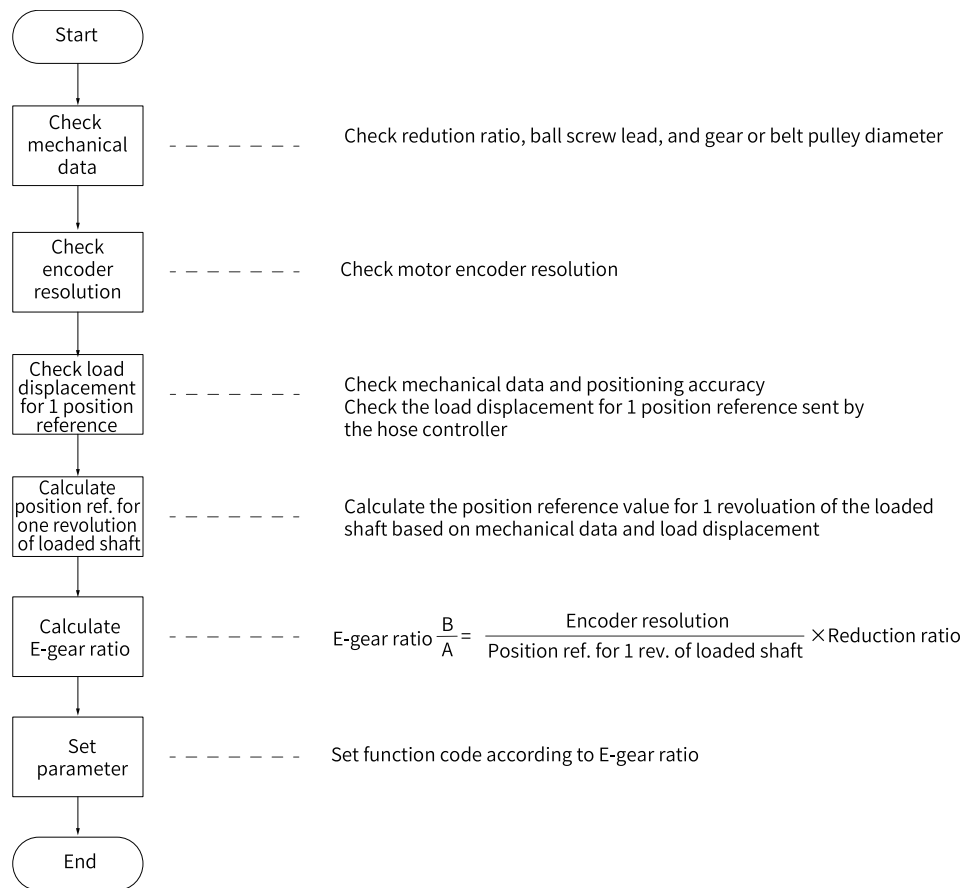 Start
Check
mechanical
data
Check redution ratio, ball screw lead, and gear or belt pulley diameter
Check
encoder
resolution
Check motor encoder resolution
Check load
displacement
for 1 position
reference
Check mechanical data and positioning accuracy
Check the load displacement for 1 position reference sent by
the hose controller
Calculate
position ref. for
one revolution
of loaded shaft
Calculate the position reference value for 1 revoluation of the loaded
shaft based on mechanical data and load displacement
Calculate
E-gear ratio
E-gear ratio B/A = Encoder resolution / Position ref. for 1 rev. of loaded shaft ×Reduction ratio
Set
parameter
Set function code according to E-gear ratio
End